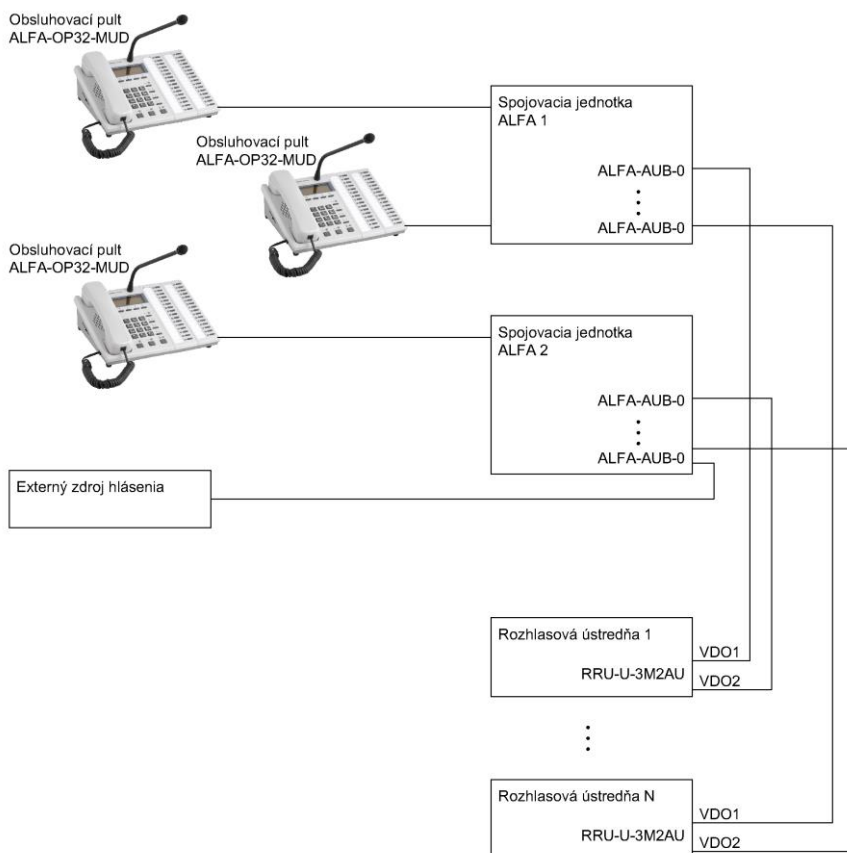 Obsluhovací pult
ALFA-OP32-MUD
Obsluhovací pult
ALFA-OP32-MUD
Obsluhovací pult
ALFA-OP32-MUD
Spojovacia jednotka
ALFA 1
ALFA-AUB-0
ALFA-AUB-0
Spojovacia jednotka
ALFA 2
ALFA-AUB-0
ALFA-AUB-0
Externý zdroj hlásenia
Rozhlasová ústredňa 1
RRU-U-3M2AU
VDO1
VDO2
Rozhlasová ústredňa N
RRU-U-3M2AU
VDO1
VDO2